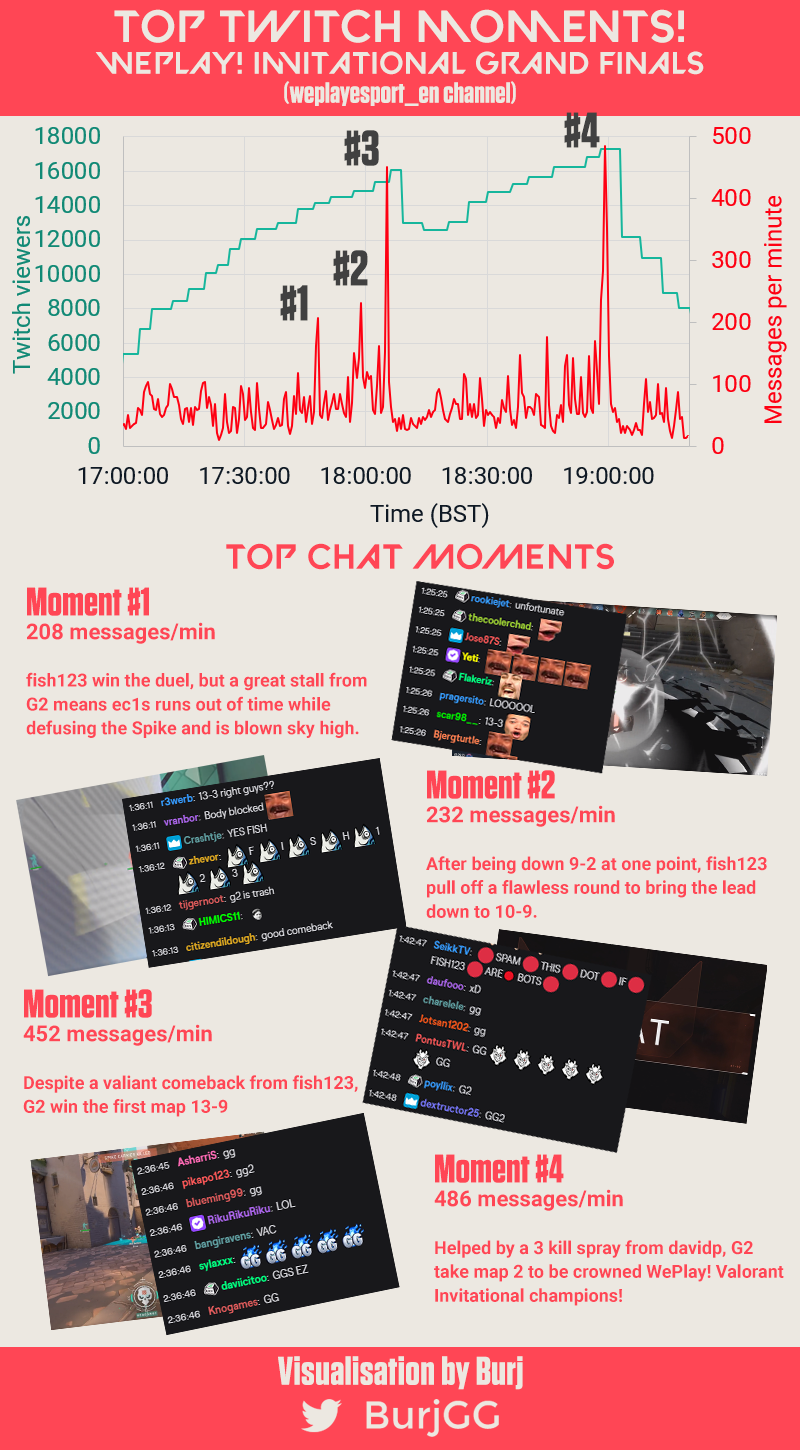 TOP TWITCH MOMENTS!
WEPLAY! INVITATIONAL GRAND FINALS
(weplayesport_en channel)
Twitch viewers
18000
16000
14000
12000
10000
8000
6000
4000
2000
0
#1
#2
#3
#4
500
400
300
200
100
0
Messages per minute
17:00:00 17:30:00 18:00:00 18:30:00 19:00:00
Time (BST)
TOP CHAT MOMENTS
Moment #1
208 messages/min
fish123 win the duel, but a great stall from
G2 means ec1s runs out of time while
defusing the Spike and is blown sky high.
1:25:25 rookiejet: unfortunate
1:25:25 thecoolerchad:
1:25:25 Jose87S:
1:25:25 Yeti:
1:25:25 Flakeriz:
1:25:26 pragersito: LOOOOOL
1:25:26 scar98__: 13-3
1:25:26 Bjergturtle:
1:36:11 r3werb: 13-3 right guys??
1:36:11 vranbor: Body blocked
1:36:11 Crashtje: YES FISH
1:36:12 zhevor: F I S H 1
2 3
1:36:12 tijgernoot: g2 is trash
1:36:13 HIMICS11:
1:36:13 citizendildough: good comeback
Moment #2
232 messages/min
After being down 9-2 at one point, fish123
pull off a flawless round to bring the lead
down to 10-9.
Moment #3
452 messages/min
Despite a valiant comeback from fish123,
G2 win the first map 13-9
1:42:47 SeikkTV: SPAM THIS DOT IF
FISH123 ARE BOTS
1:42:47 daufooo: xD
1:42:47 charelele: gg
1:42:47 Jotsan1202: gg
1:42:47 PontusTWL: GG
GG
1:42:48 poyllix: G2
1:42:48 dextructor25: GG2
AT
2:36:45 AsharriS: gg
2:36:46 pikapo123: gg2
2:36:46 blueming99: gg
2:36:46 RikuRikuRiku: LOL
2:36:46 bangiravens: VAC
2:36:46 sylaxxx:
2:36:46 daviicitoo: GGS EZ
2:36:46 Knogames: GG
Moment #4
486 messages/min
Helped by a 3 kill spray from davidp, G2
take map 2 to be crowned WePlay! Valorant
Invitational champions!
Visualisation by Burj
BurjGG